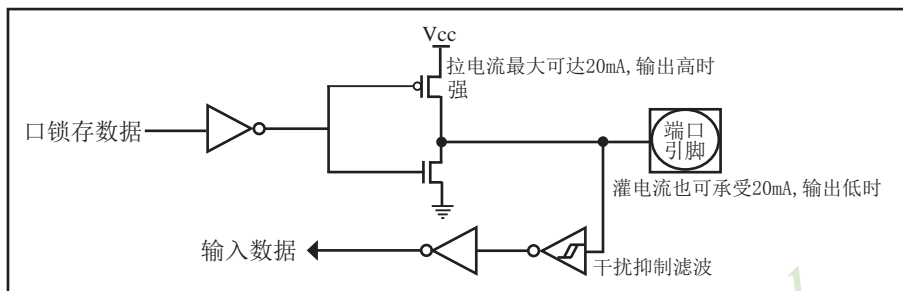 Vcc
拉电流最大可达20mA,输出高时
强
口锁存数据
端口
引脚
灌电流也可承受20mA,输出低时
输入数据
干扰抑制滤波